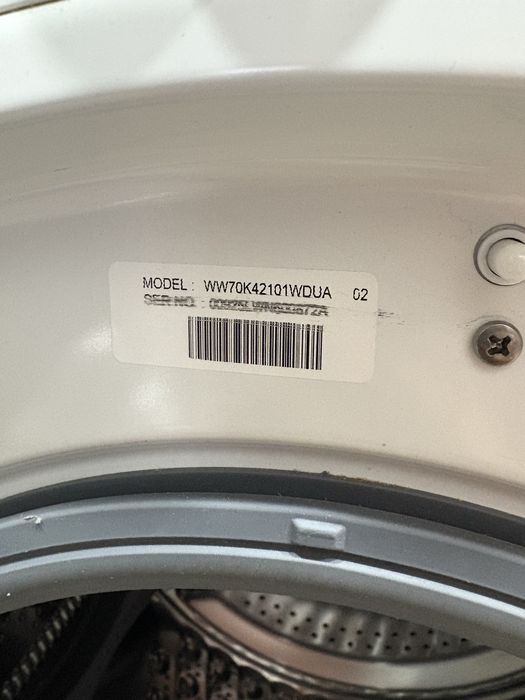 MODEL : WW70K42101WDUA 02
SER NO. :